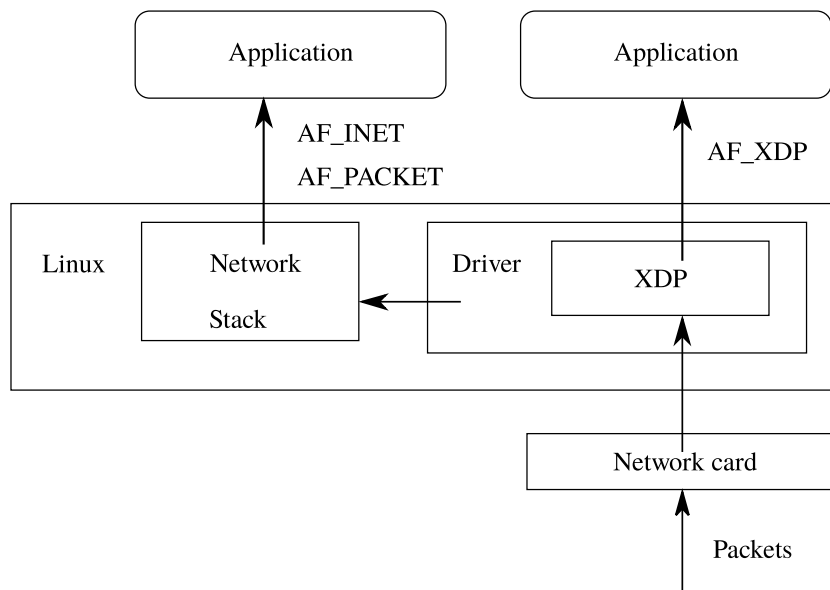 Application
Application
AF_INET
AF_PACKET
AF_XDP
Linux
Network
Stack
Driver
XDP
Network card
Packets